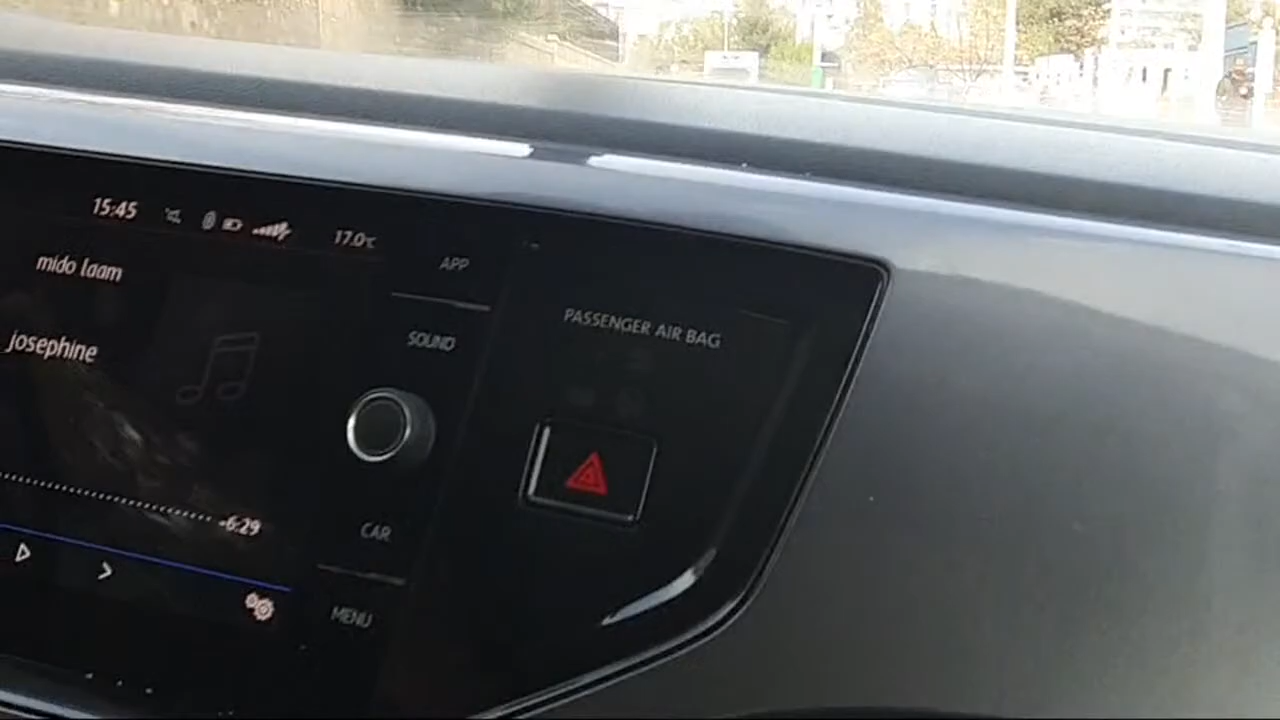 15:45 17.0°C
mido laam
josephine
-6:29
APP
SOUND
CAR
MENU
PASSENGER AIR BAG